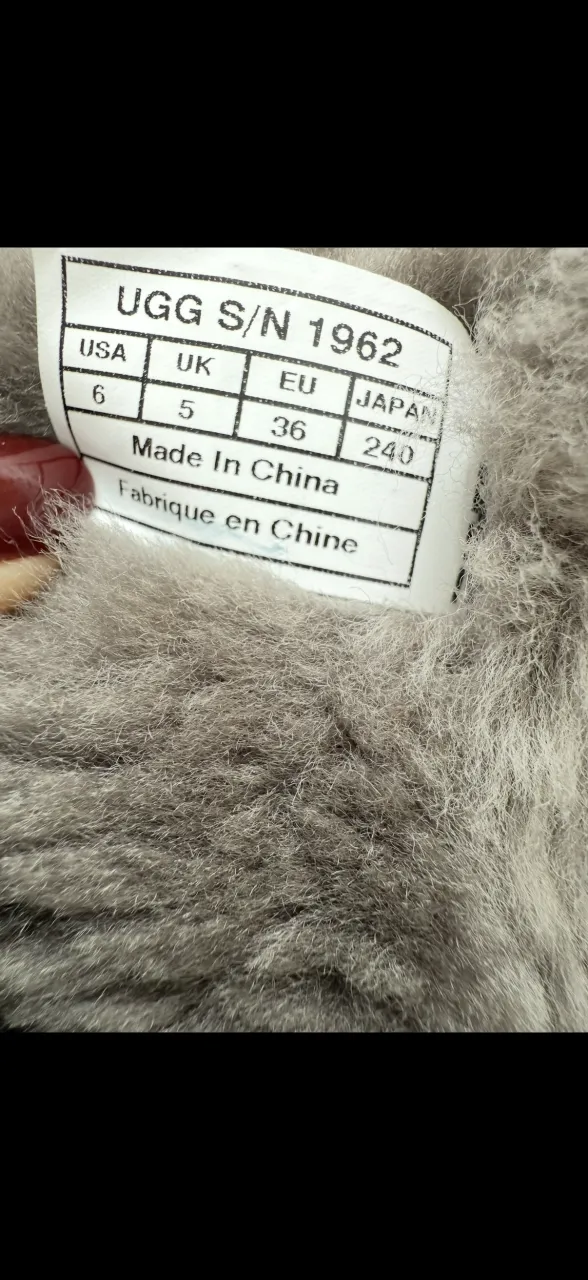 UGG S/N 1962
USA UK EU JAPAN
6 5 36 240
Made In China
Fabrique en Chine